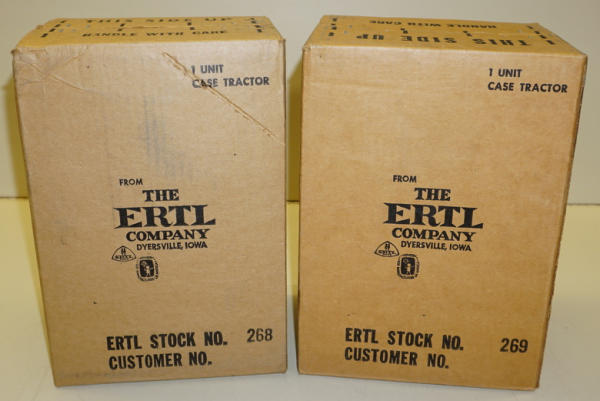 THIS SIDE UP
HANDLE WITH CARE
1 UNIT
CASE TRACTOR
FROM
THE
ERTL
COMPANY
DYERSVILLE, IOWA
ERTL STOCK NO. 268
CUSTOMER NO.
THIS SIDE UP
HANDLE WITH CARE
1 UNIT
CASE TRACTOR
FROM
THE
ERTL
COMPANY
DYERSVILLE, IOWA
ERTL STOCK NO. 269
CUSTOMER NO.